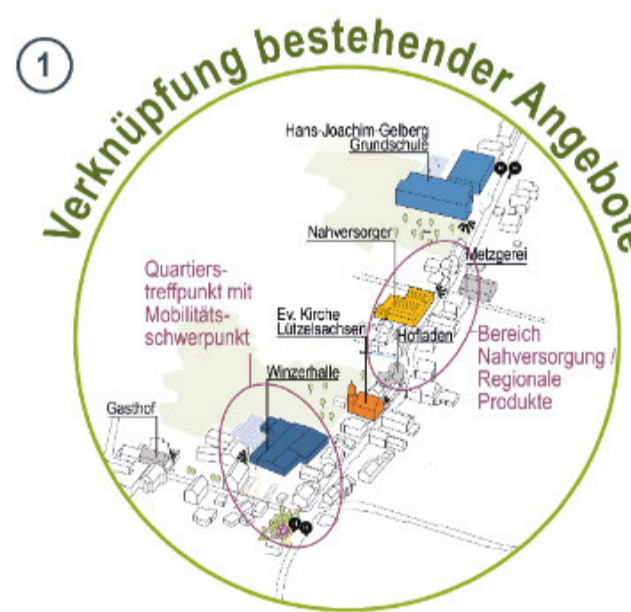 1
Verknüpfung bestehender Angebote
Hans-Joachim-Gelberg
Grundschule
Nahversorger
Metzgerei
Quartiers-
treffpunkt mit
Mobilitäts-
schwerpunkt
Ev. Kirche
Lützelsachsen
Hofladen
Bereich
Nahversorgung /
Regionale
Produkte
Winzerhalle
Gasthof